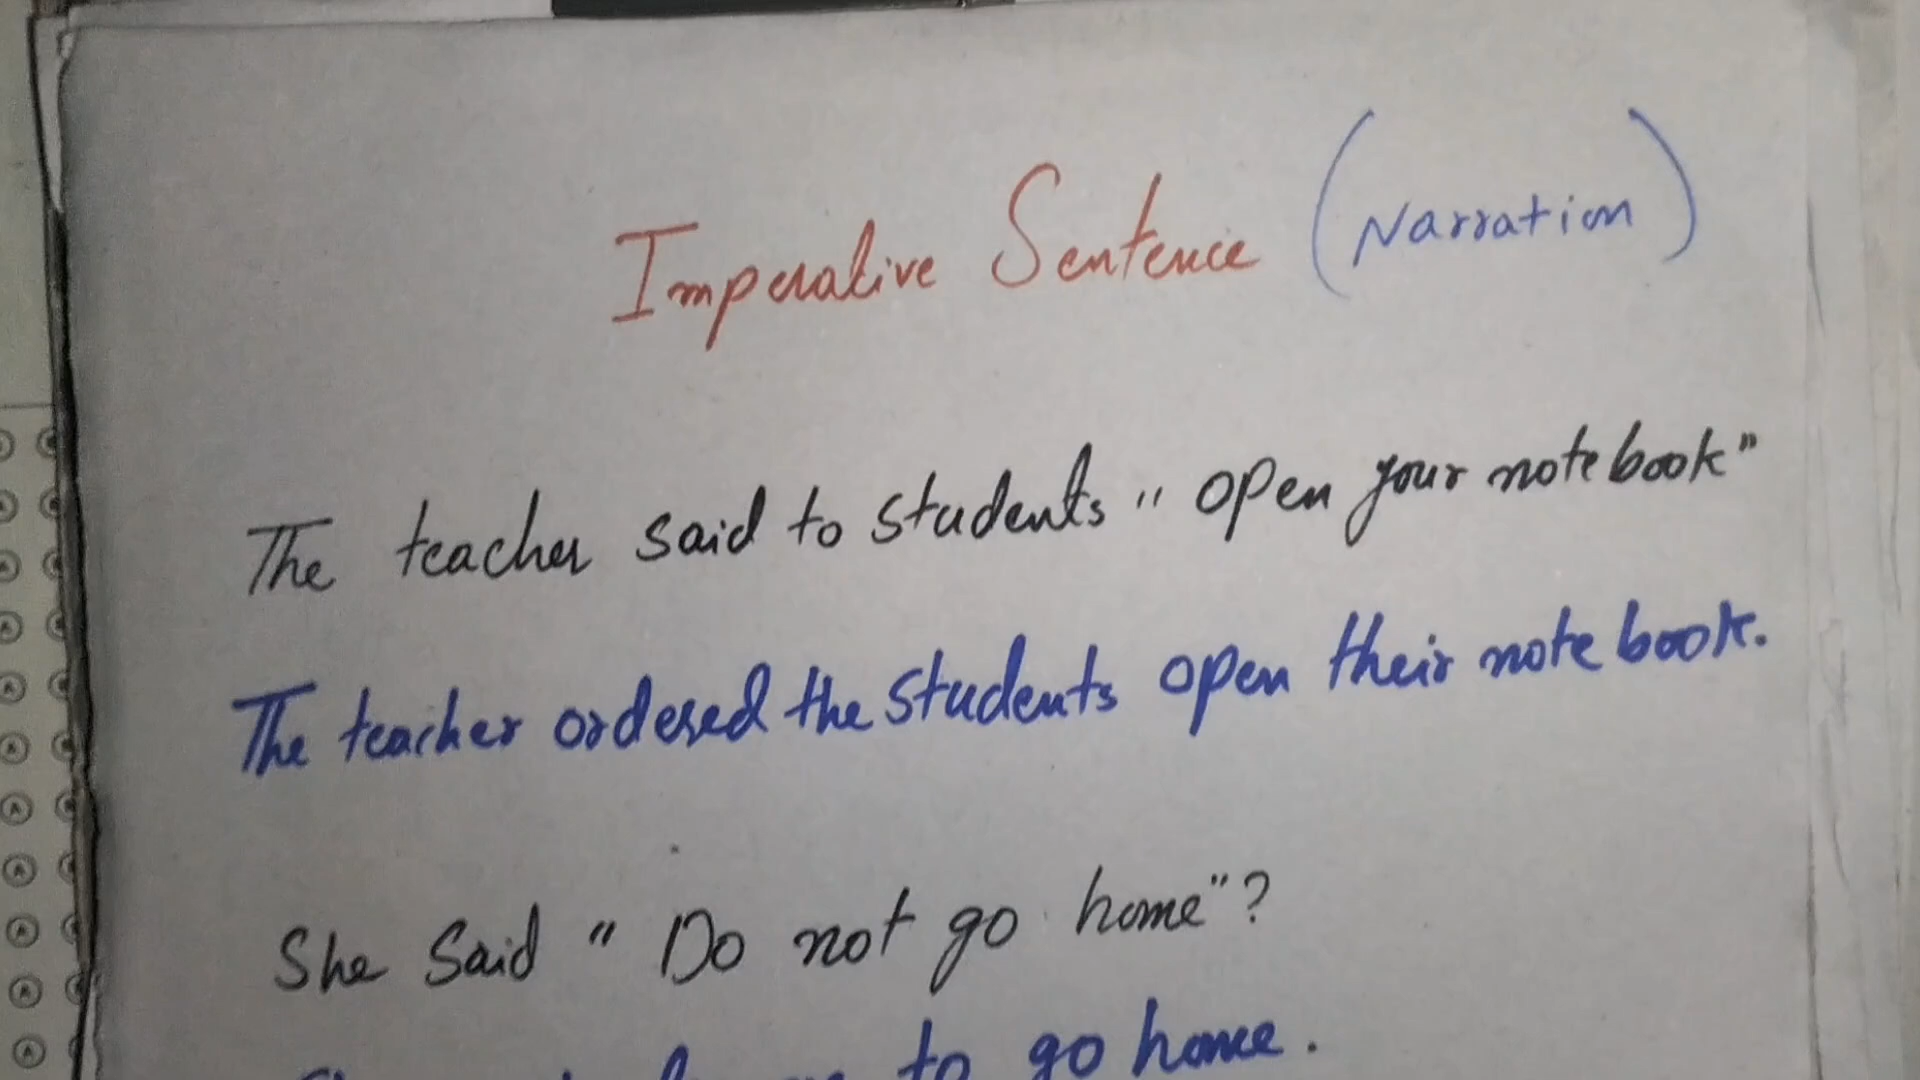 Imperative Sentence (Narration)
The teacher said to students " open your note book"
The teacher ordered the students open their note book.
She Said " Do not go home"?
to go home.